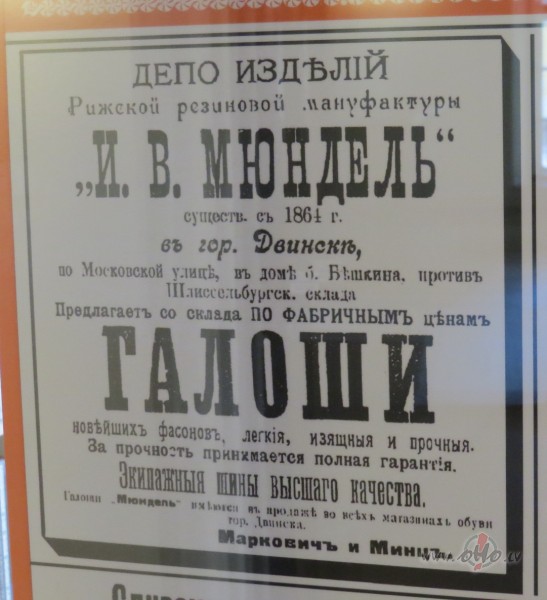 ДЕПО ИЗДѢЛІЙ
Рижской резиновой мануфактуры
„И. В. МЮНДЕЛЬ“
существ. съ 1864 г.
въ гор. Двинскѣ,
по Московской улицѣ, въ домѣ б. Бѣшкина, противъ
Шлиссельбургск. склада
Предлагаетъ со склада ПО ФАБРИЧНЫМЪ цѣнамъ
ГАЛОШИ
новѣйшихъ фасоновъ, легкія, изящныя и прочныя.
За прочность принимается полная гарантія.
Экипажныя шины высшаго качества.
Галоши „Мюндель“ имѣются въ продажѣ во всѣхъ магазинахъ обуви
гор. Двинска.
Марковичъ и Минцъ.